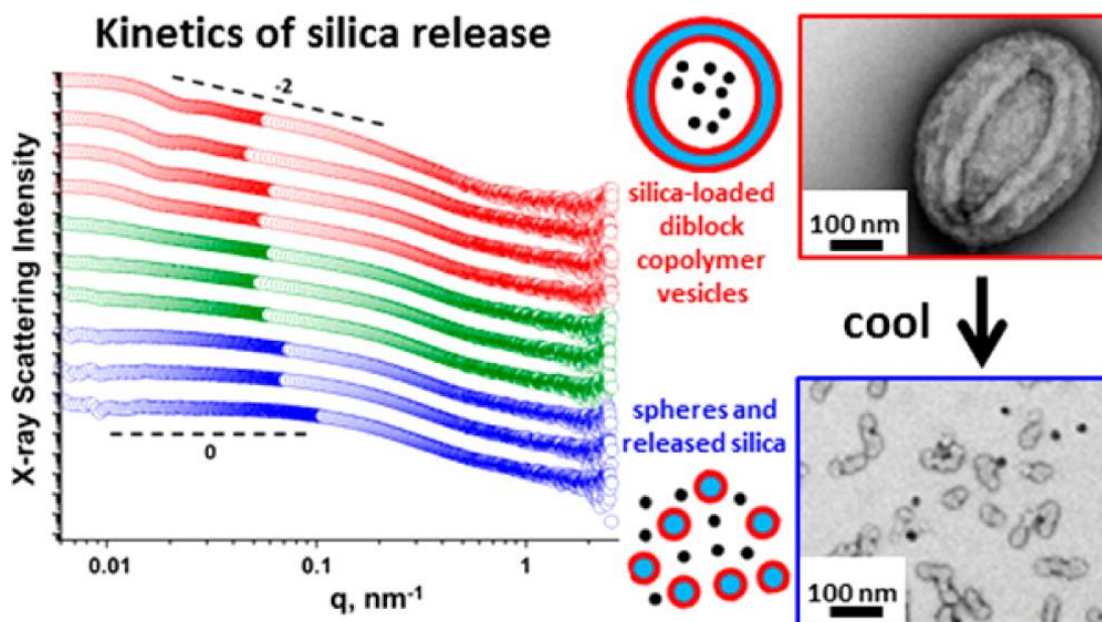 Kinetics of silica release
X-ray Scattering Intensity
-2
0
0.01
0.1
1
q, nm⁻¹
silica-loaded
diblock
copolymer
vesicles
100 nm
cool
spheres and
released silica
100 nm